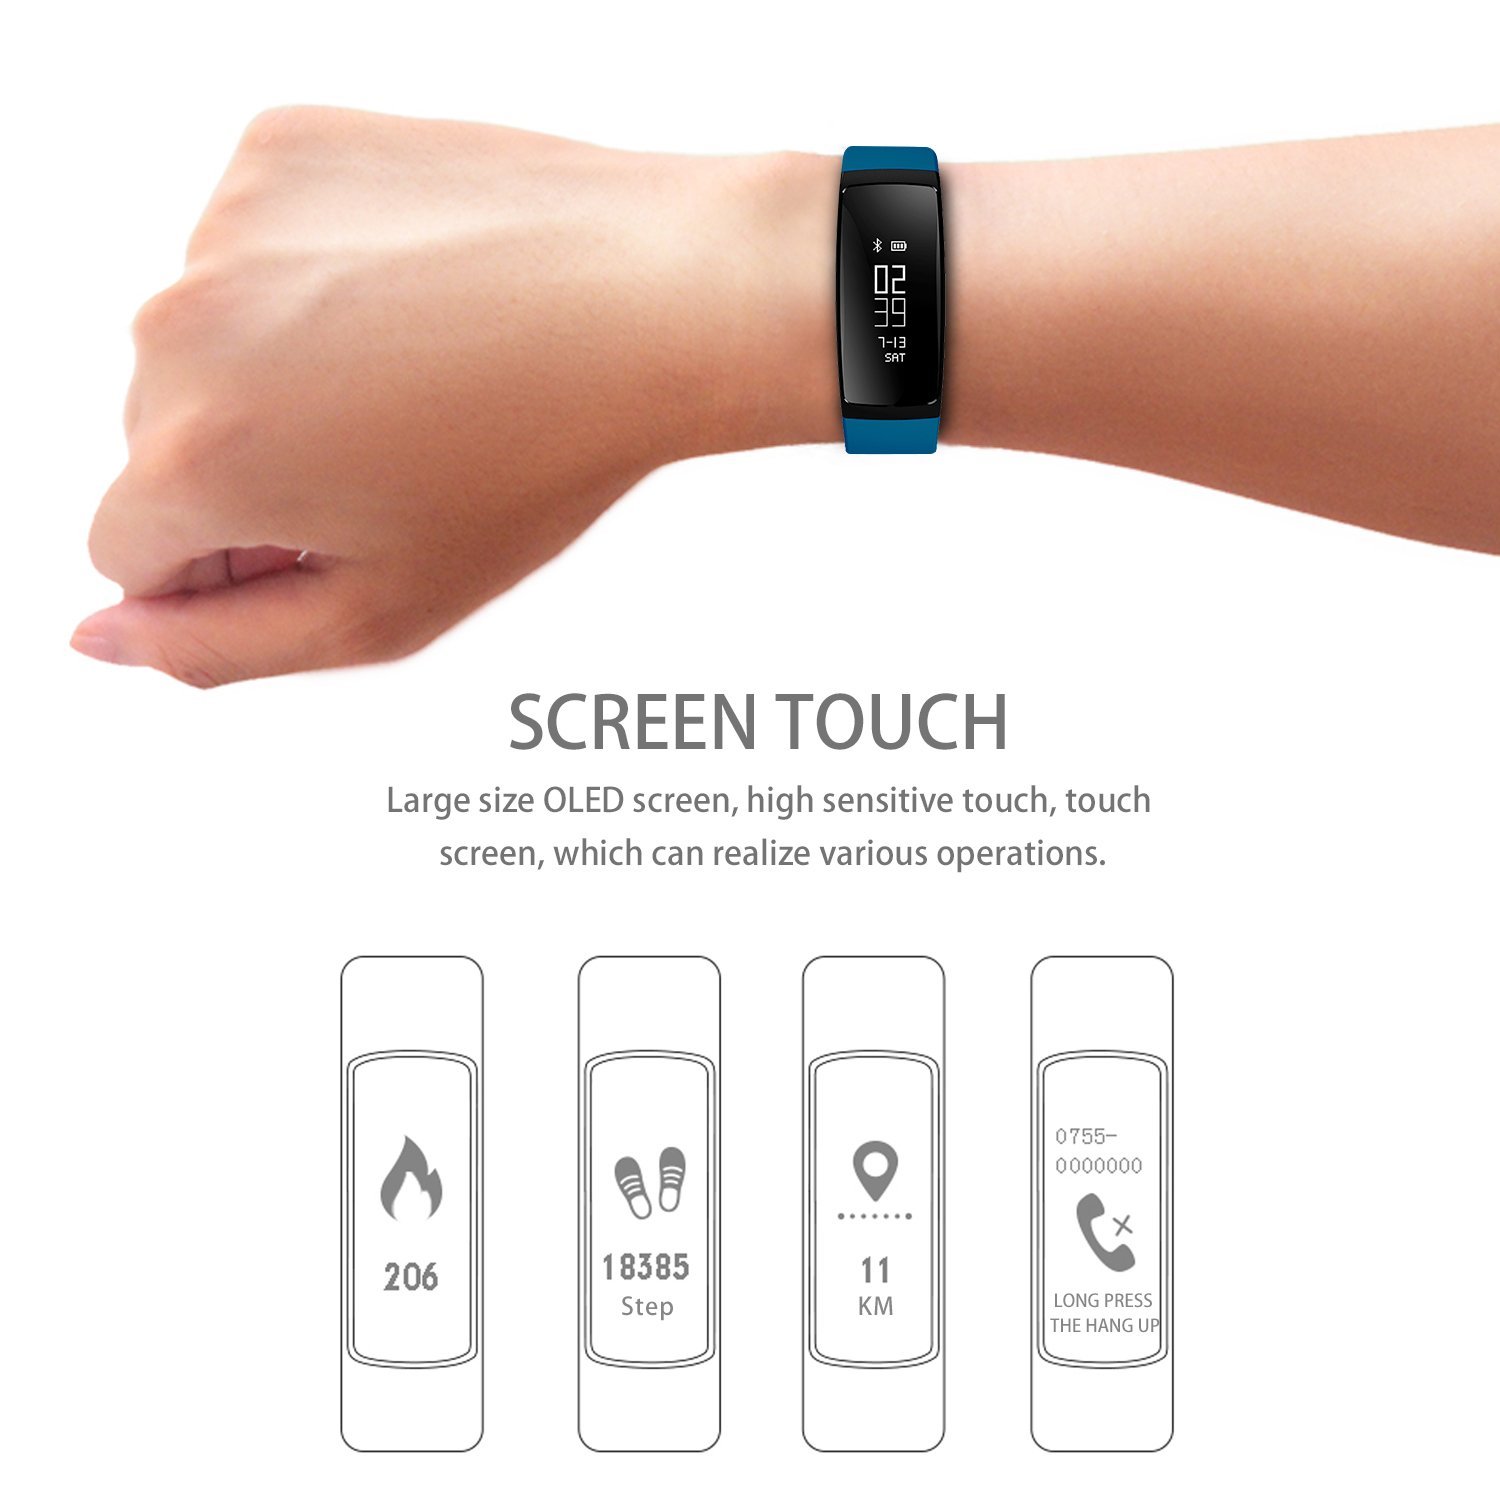 02
39
7-13
SAT
SCREEN TOUCH
Large size OLED screen, high sensitive touch, touch
screen, which can realize various operations.
206
18385
Step
11
KM
0755-
0000000
LONG PRESS
THE HANG UP